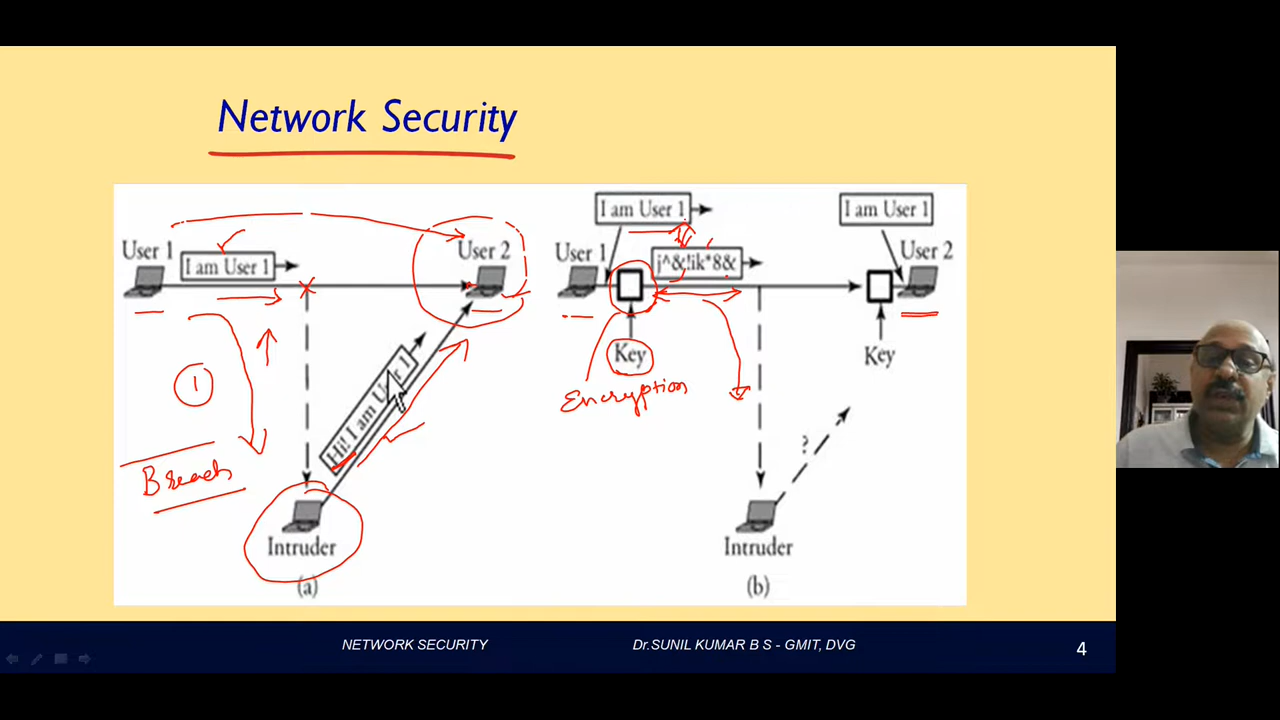 Network Security
I am User 1
I am User 1
User 1
I am User 1
User 2
User 1
j^&!ik*8&
User 2
Key
Key
Encryption
1
Hi! I am User 1
Breach
?
Intruder
Intruder
(a)
(b)
NETWORK SECURITY
Dr.SUNIL KUMAR B S - GMIT, DVG
4